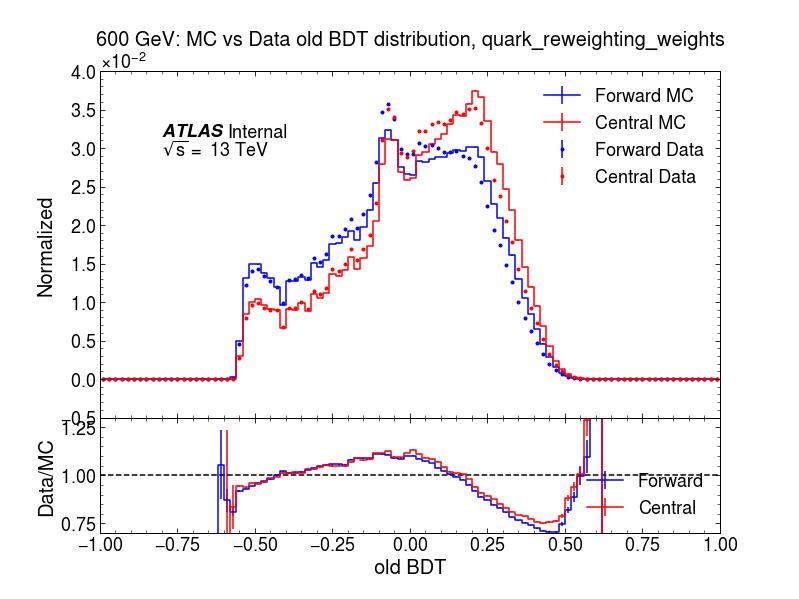 600 GeV: MC vs Data old BDT distribution, quark_reweighting_weights
×10⁻²
4.0
3.5
3.0
2.5
2.0
1.5
1.0
0.5
0.0
−0.5
Normalized
ATLAS Internal
√s = 13 TeV
Forward MC
Central MC
Forward Data
Central Data
1.25
1.00
0.75
Data/MC
Forward
Central
−1.00 −0.75 −0.50 −0.25 0.00 0.25 0.50 0.75 1.00
old BDT